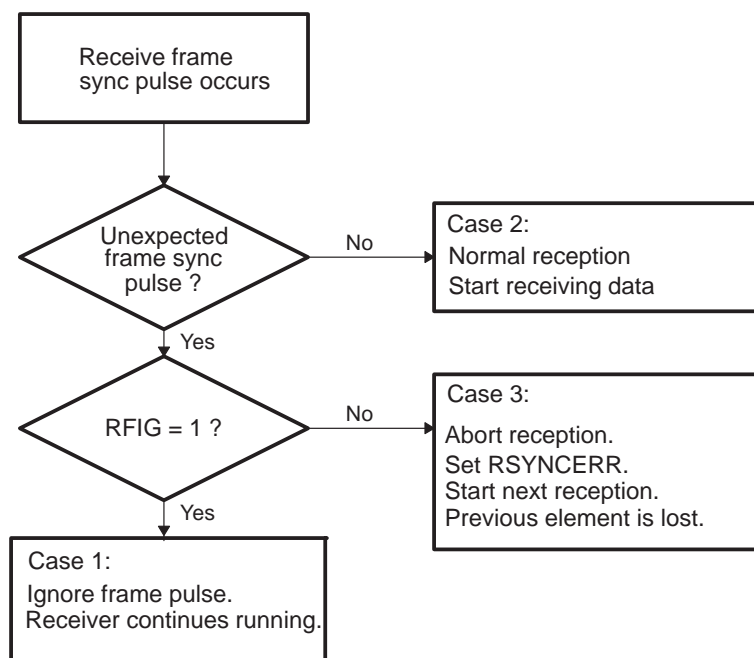 Receive frame
sync pulse occurs
Unexpected
frame sync
pulse ?
No
Case 2:
Normal reception
Start receiving data
Yes
RFIG = 1 ?
No
Case 3:
Abort reception.
Set RSYNCERR.
Start next reception.
Previous element is lost.
Yes
Case 1:
Ignore frame pulse.
Receiver continues running.